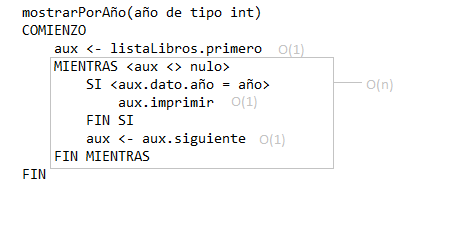 mostrarPorAño(año de tipo int)
COMIENZO
aux <- listaLibros.primero O(1)
MIENTRAS <aux <> nulo>
SI <aux.dato.año = año> O(n)
aux.imprimir O(1)
FIN SI
aux <- aux.siguiente O(1)
FIN MIENTRAS
FIN